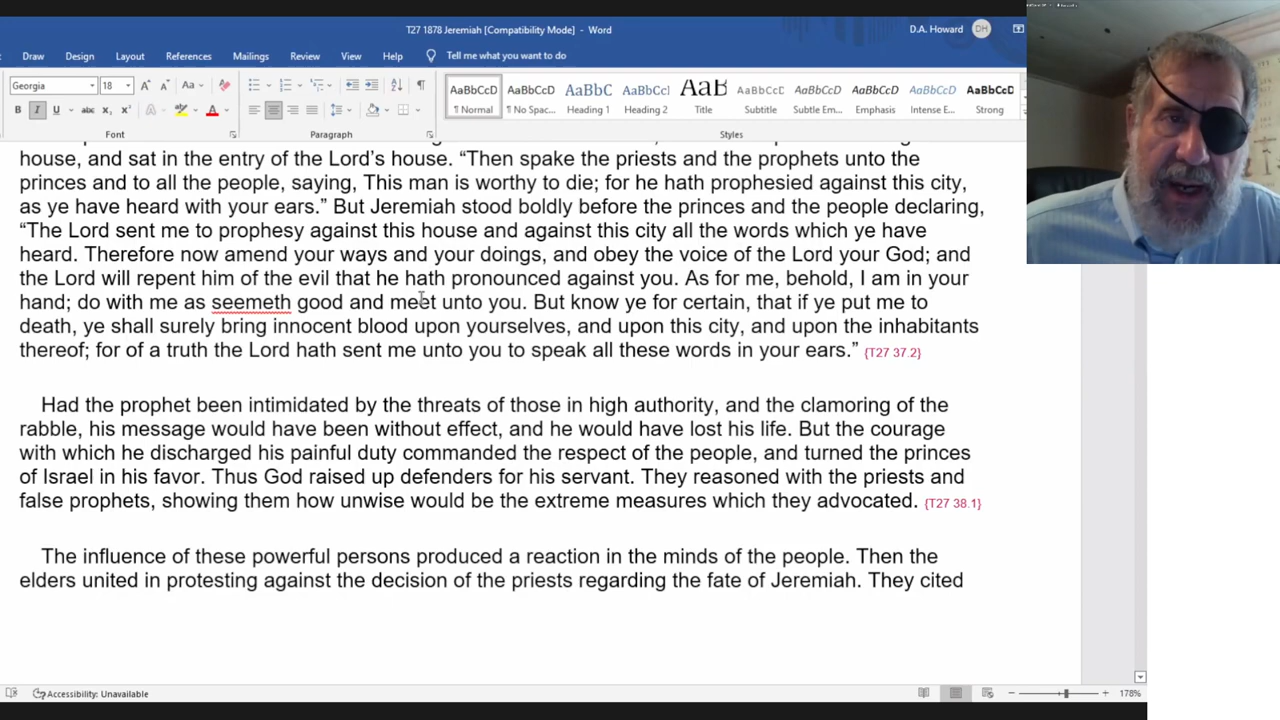 T27 1878 Jeremiah [Compatibility Mode] - Word
D.A. Howard DH
Draw Design Layout References Mailings Review View Help Tell me what you want to do
Georgia 18 Aa
AaBbCcD AaBbCcD AaBbC AaBbCc AaB AaBbCcD AaBbCcD AaBbCcD AaBbCcD AaBbCcD
B I U abc
¶ Normal ¶ No Spac... Heading 1 Heading 2 Title Subtitle Subtle Em... Emphasis Intense E... Strong
Font Paragraph Styles
house, and sat in the entry of the Lord’s house. “Then spake the priests and the prophets unto the
princes and to all the people, saying, This man is worthy to die; for he hath prophesied against this city,
as ye have heard with your ears.” But Jeremiah stood boldly before the princes and the people declaring,
“The Lord sent me to prophesy against this house and against this city all the words which ye have
heard. Therefore now amend your ways and your doings, and obey the voice of the Lord your God; and
the Lord will repent him of the evil that he hath pronounced against you. As for me, behold, I am in your
hand; do with me as seemeth good and meet unto you. But know ye for certain, that if ye put me to
death, ye shall surely bring innocent blood upon yourselves, and upon this city, and upon the inhabitants
thereof; for of a truth the Lord hath sent me unto you to speak all these words in your ears.” {T27 37.2}
Had the prophet been intimidated by the threats of those in high authority, and the clamoring of the
rabble, his message would have been without effect, and he would have lost his life. But the courage
with which he discharged his painful duty commanded the respect of the people, and turned the princes
of Israel in his favor. Thus God raised up defenders for his servant. They reasoned with the priests and
false prophets, showing them how unwise would be the extreme measures which they advocated. {T27 38.1}
The influence of these powerful persons produced a reaction in the minds of the people. Then the
elders united in protesting against the decision of the priests regarding the fate of Jeremiah. They cited
Accessibility: Unavailable
178%